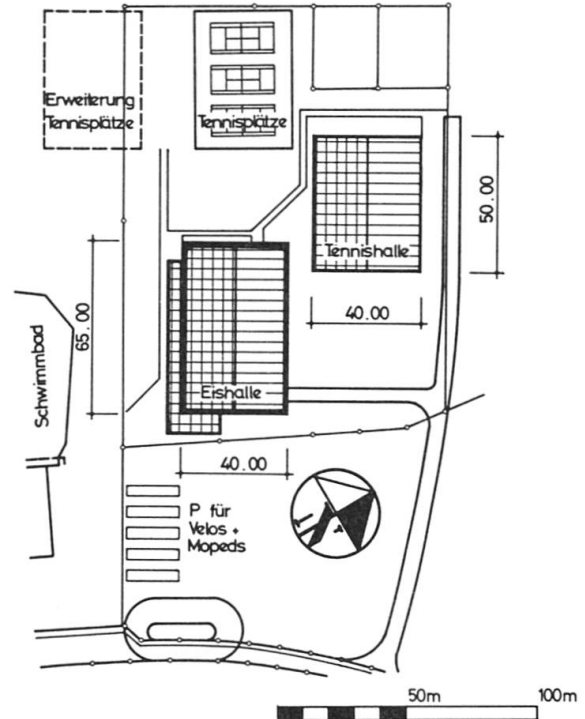 Erweiterung
Tennisplätze
Tennisplätze
50.00
Tennishalle
40.00
65.00
Schwimmbad
Eishalle
40.00
P für
Velos +
Mopeds
50m
100m